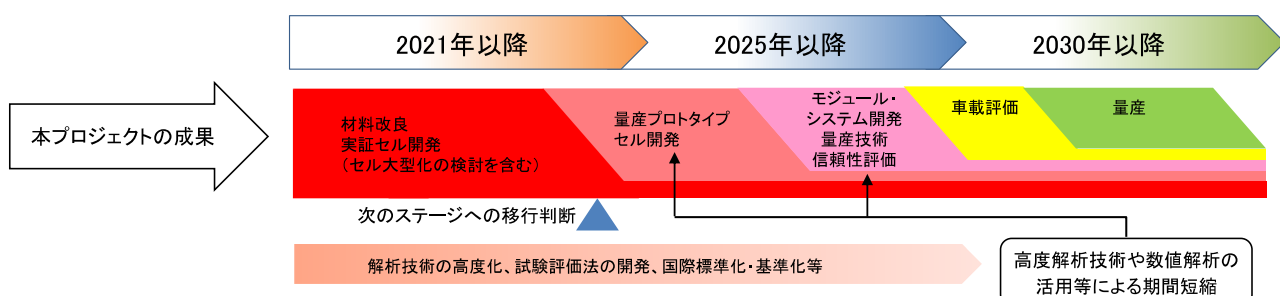 2021年以降
2025年以降
2030年以降
本プロジェクトの成果
材料改良
実証セル開発
（セル大型化の検討を含む）
量産プロトタイプ
セル開発
モジュール・
システム開発
量産技術
信頼性評価
車載評価
量産
次のステージへの移行判断
解析技術の高度化、試験評価法の開発、国際標準化・基準化等
高度解析技術や数値解析の
活用等による期間短縮